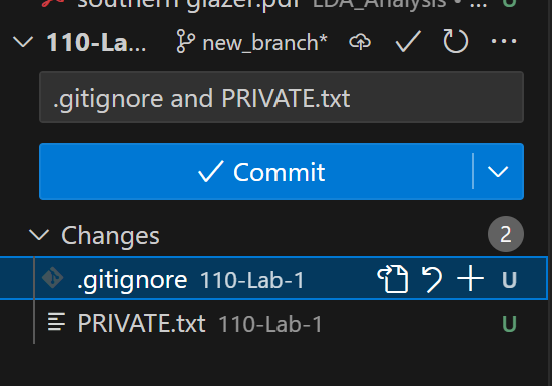 southern glazer.pdf EDA_Analysis • ... U
110-La... new_branch* ...
.gitignore and PRIVATE.txt
Commit
Changes 2
.gitignore 110-Lab-1 U
PRIVATE.txt 110-Lab-1 U